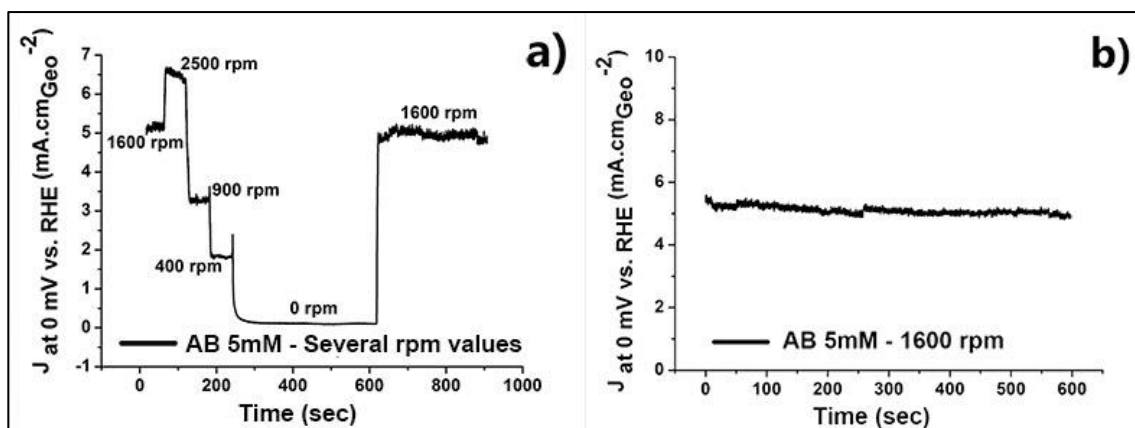 a)
J at 0 mV vs. RHE (mA.cmGeo-2)
7
6
5
4
3
2
1
0
-1
2500 rpm
1600 rpm
1600 rpm
900 rpm
400 rpm
0 rpm
AB 5mM - Several rpm values
0 200 400 600 800 1000
Time (sec)
b)
J at 0 mV vs. RHE (mA.cmGeo-2)
10
8
6
4
2
0
AB 5mM - 1600 rpm
0 100 200 300 400 500 600
Time (sec)